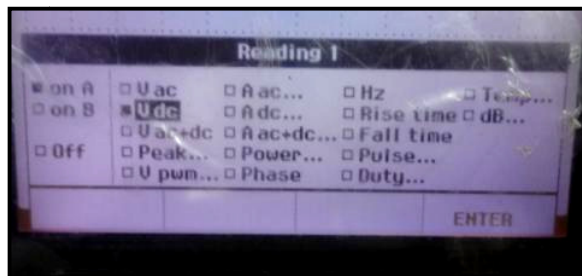 Reading 1
on A V ac A ac... Hz Temp...
on B V dc A dc... Rise time dB...
V ac+dc A ac+dc... Fall time
Off Peak... Power... Pulse...
V pwm... Phase Duty...
ENTER